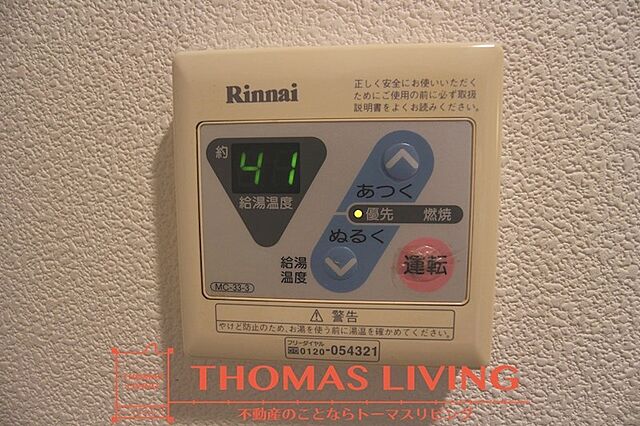 Rinnai
正しく安全にお使いいただく
ためにご使用の前に必ず取扱
説明書をよくお読みください。
約
41
給湯温度
あつく
優先 燃焼
ぬるく
給湯
温度
運転
MC-33-3
⚠ 警告
やけど防止のため、お湯を使う前に湯温を確かめてください。
フリーダイヤル
0120-054321
THOMAS LIVING
不動産のことならトーマスリビング